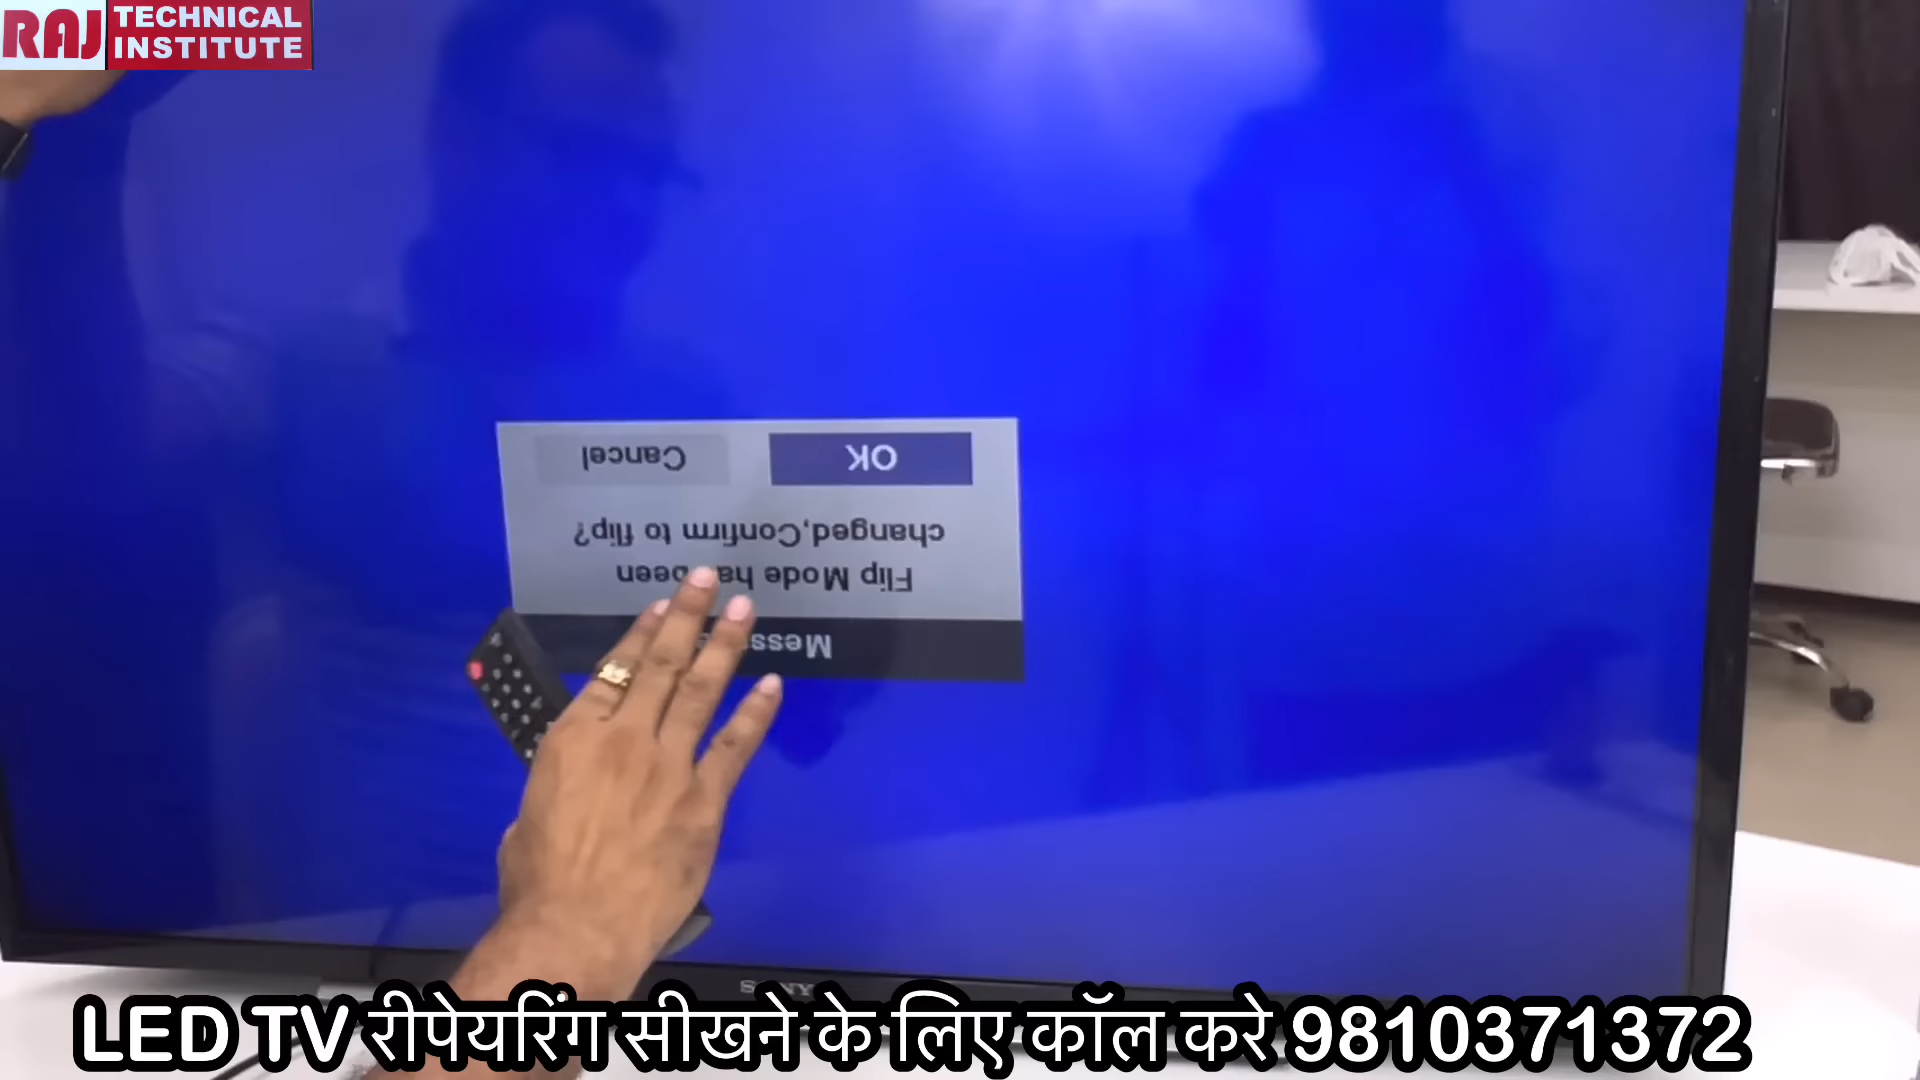 RAJ TECHNICAL
INSTITUTE
Message
Flip Mode has been
changed,Confirm to flip?
OK Cancel
LED TV रीपेयरिंग सीखने के लिए कॉल करे 9810371372